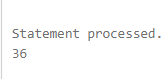 Statement processed.
36